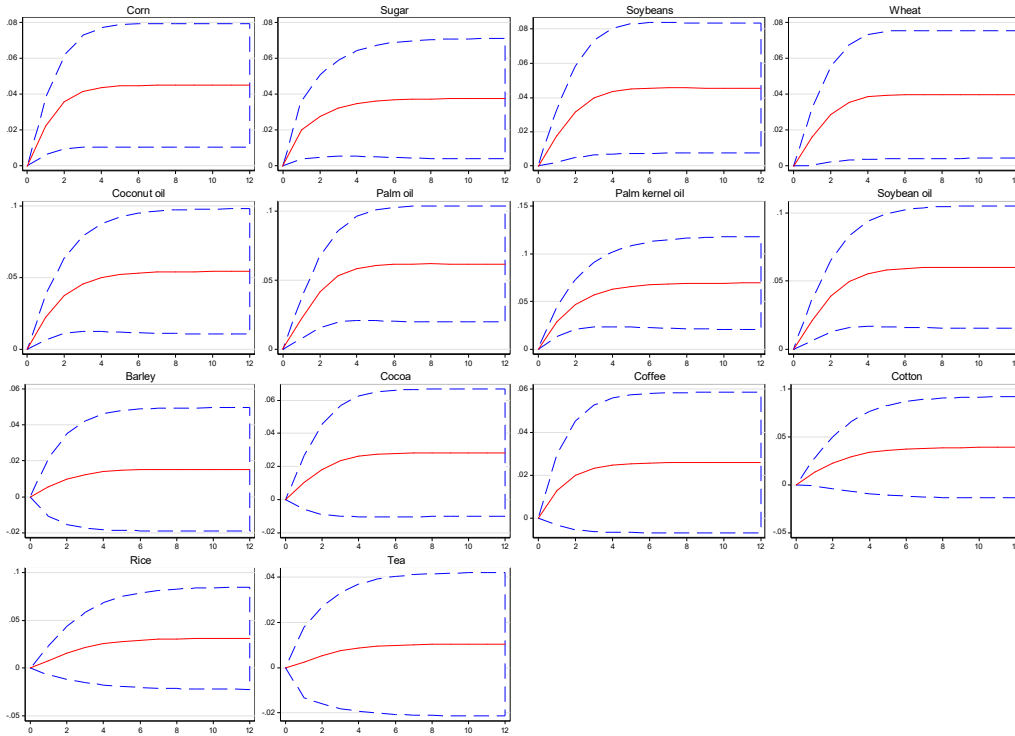 Corn Sugar Soybeans Wheat
.08 .08 .08 .08
.06 .06 .06 .06
.04 .04 .04 .04
.02 .02 .02 .02
0 0 0 0
0 2 4 6 8 10 12 0 2 4 6 8 10 12 0 2 4 6 8 10 12 0 2 4 6 8 10 12
Coconut oil Palm oil Palm kernel oil Soybean oil
.1 .1 .15 .1
.05 .05 .1 .05
0 0 .05 0
0
0 2 4 6 8 10 12 0 2 4 6 8 10 12 0 2 4 6 8 10 12 0 2 4 6 8 10 12
Barley Cocoa Coffee Cotton
.06 .06 .06 .1
.04 .04 .04 .05
.02 .02 .02 0
0 0 0 -.05
-.02 -.02
0 2 4 6 8 10 12 0 2 4 6 8 10 12 0 2 4 6 8 10 12 0 2 4 6 8 10 12
Rice Tea
.1 .04
.05 .02
0 0
-.05 -.02
0 2 4 6 8 10 12 0 2 4 6 8 10 12